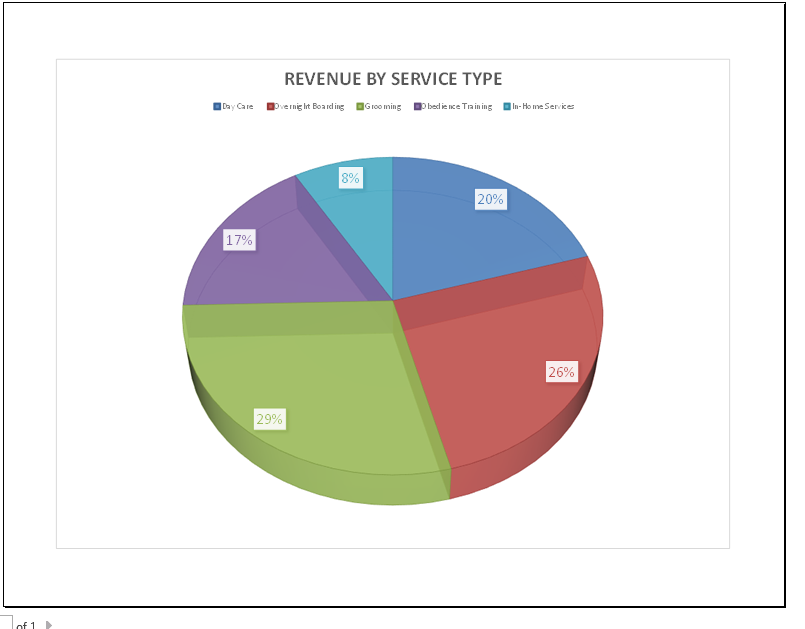 REVENUE BY SERVICE TYPE
Day Care Overnight Boarding Grooming Obedience Training In-Home Services
8%
20%
17%
26%
29%
of 1